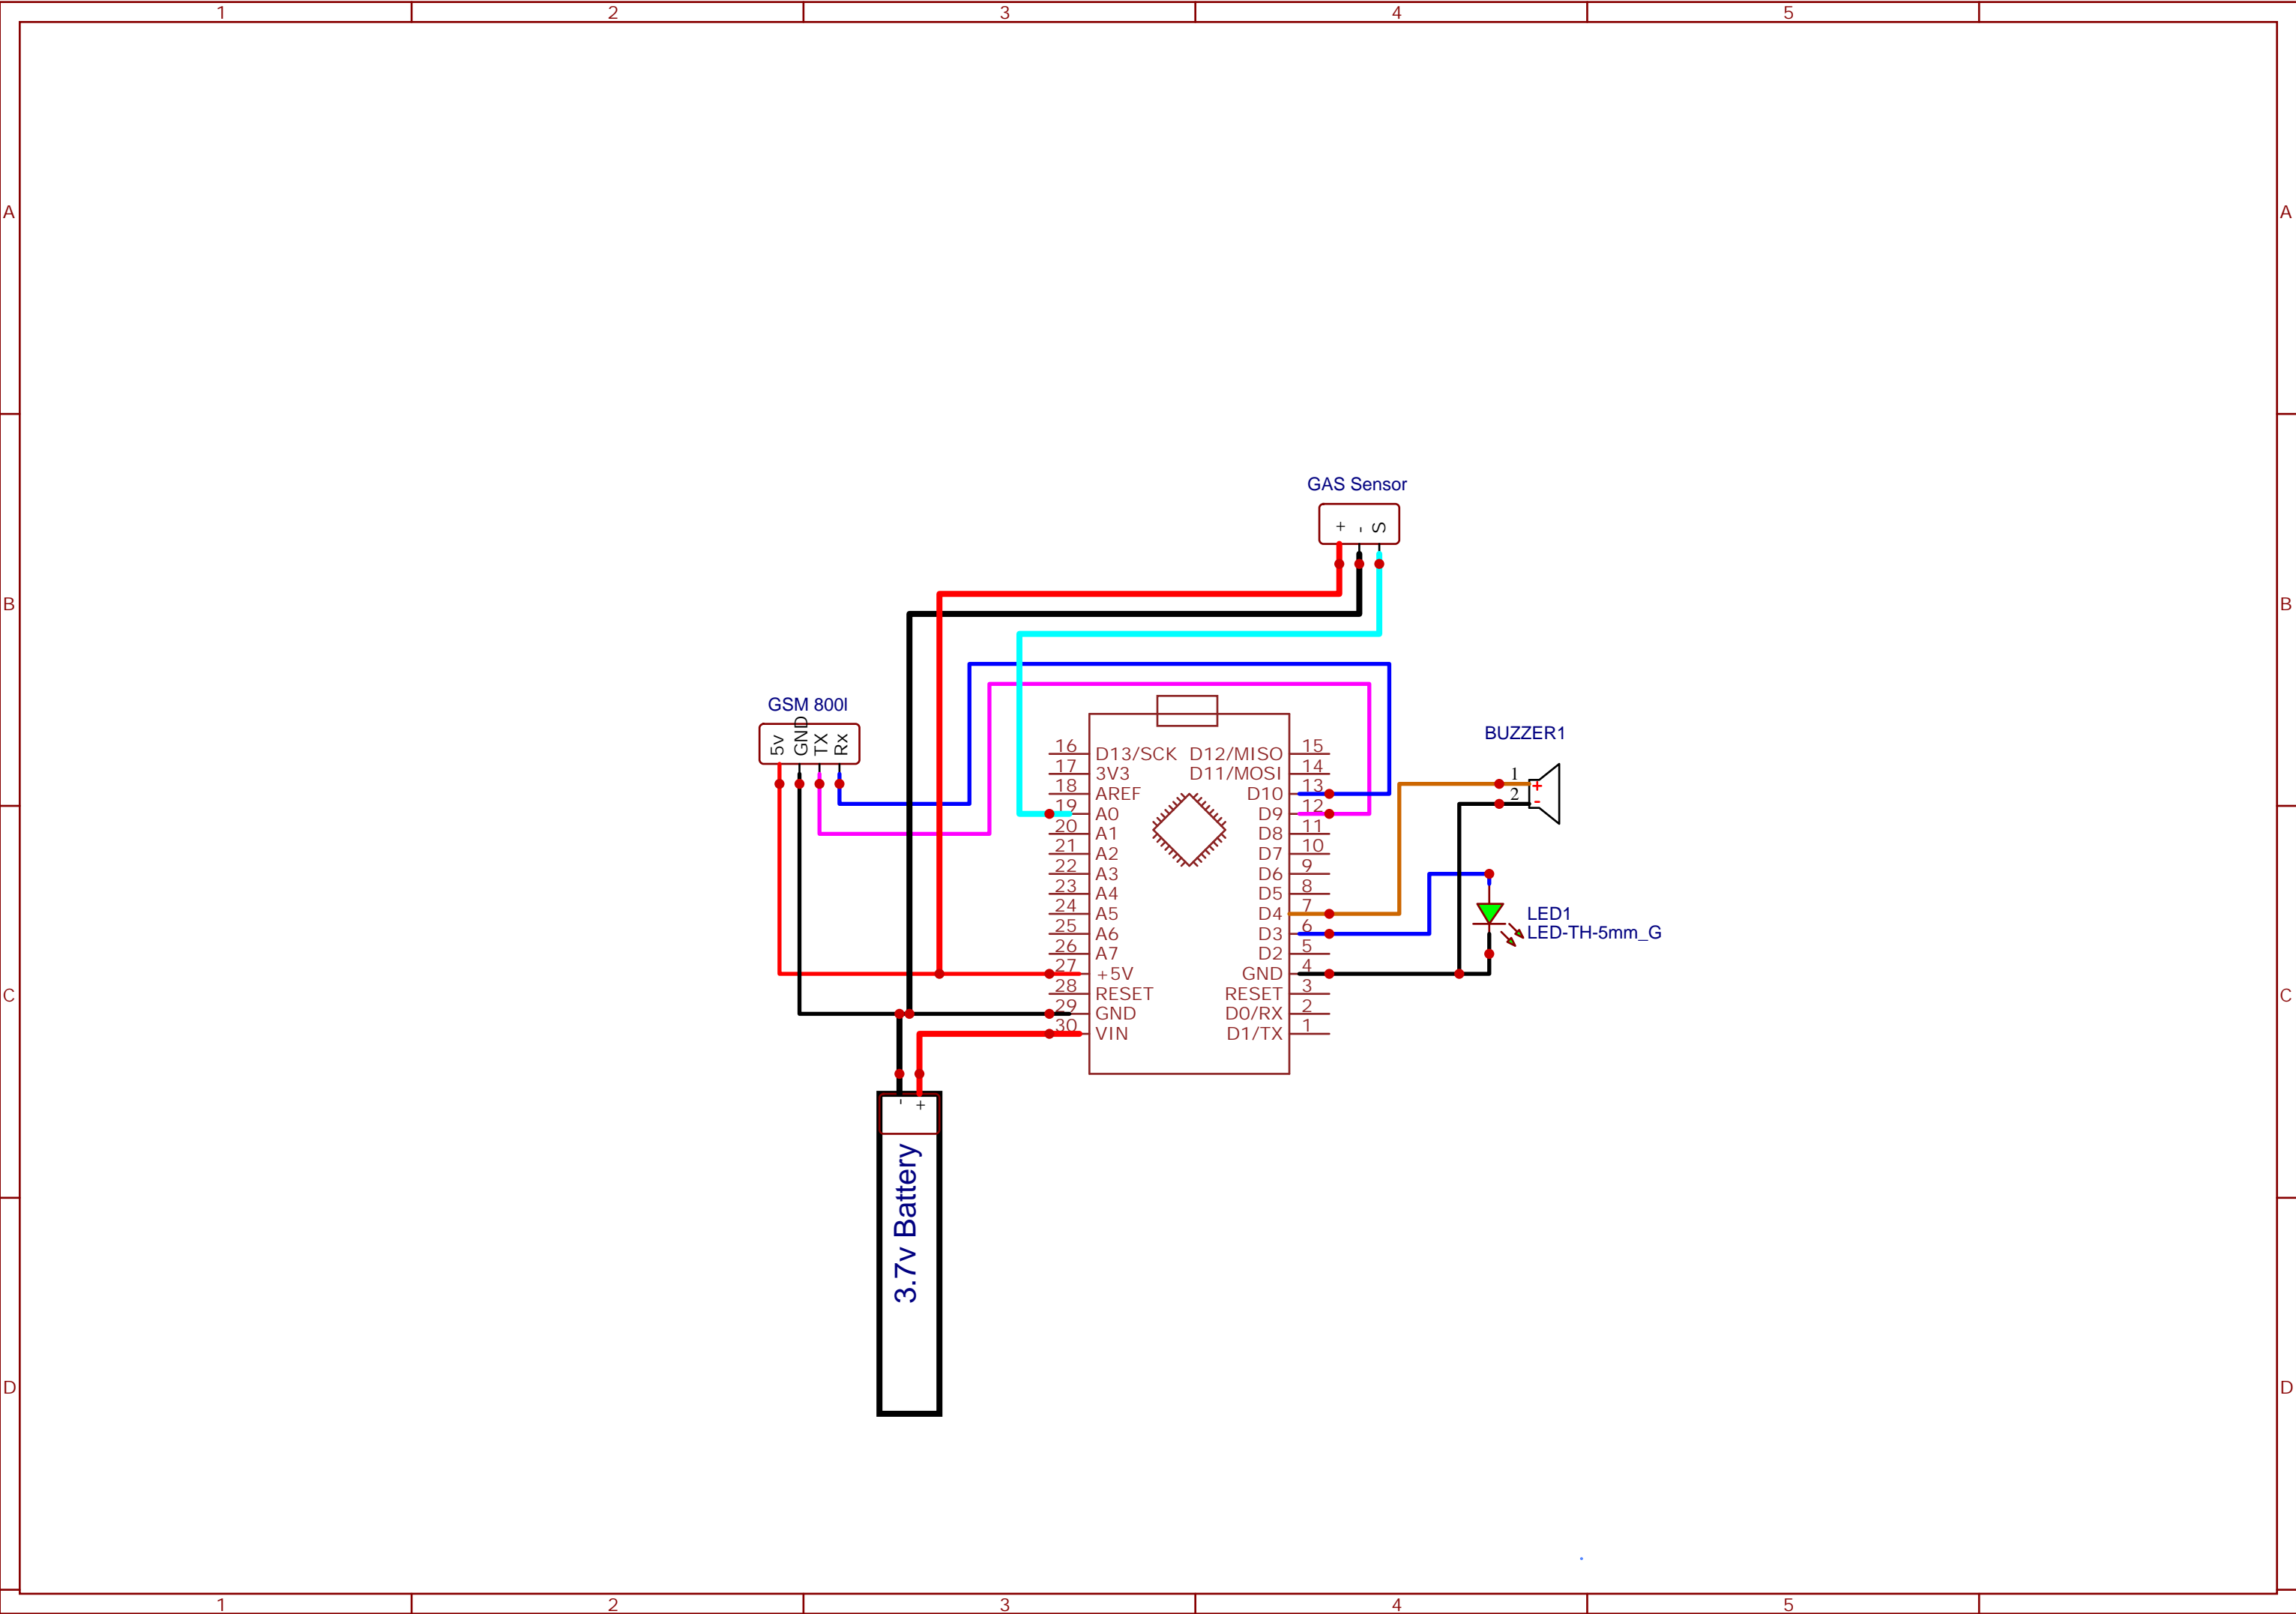 1 2 3 4 5
A A
GAS Sensor
+ - S
B B
GSM 800l
5v GND TX Rx
BUZZER1
1 +
2 -
16 D13/SCK D12/MISO 15
17 3V3 D11/MOSI 14
18 AREF D10 13
19 A0 D9 12
20 A1 D8 11
21 A2 D7 10
22 A3 D6 9
23 A4 D5 8
24 A5 D4 7
25 A6 D3 6
26 A7 D2 5
27 +5V GND 4
28 RESET RESET 3
29 GND D0/RX 2
30 VIN D1/TX 1
LED1
LED-TH-5mm_G
C C
- +
3.7v Battery
D D
1 2 3 4 5